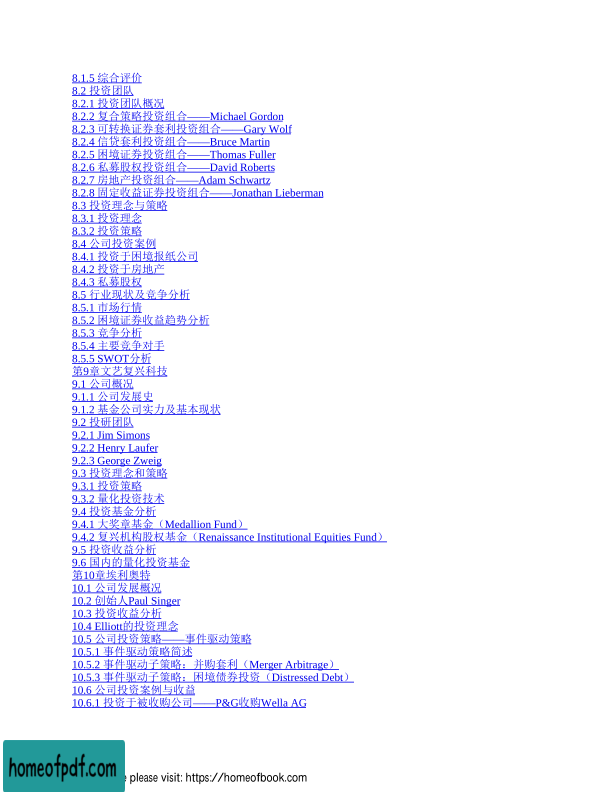 8.1.5 综合评价
8.2 投资团队
8.2.1 投资团队概况
8.2.2 复合策略投资组合——Michael Gordon
8.2.3 可转换证券套利投资组合——Gary Wolf
8.2.4 信贷套利投资组合——Bruce Martin
8.2.5 困境证券投资组合——Thomas Fuller
8.2.6 私募股权投资组合——David Roberts
8.2.7 房地产投资组合——Adam Schwartz
8.2.8 固定收益证券投资组合——Jonathan Lieberman
8.3 投资理念与策略
8.3.1 投资理念
8.3.2 投资策略
8.4 公司投资案例
8.4.1 投资于困境报纸公司
8.4.2 投资于房地产
8.4.3 私募股权
8.5 行业现状及竞争分析
8.5.1 市场行情
8.5.2 困境证券收益趋势分析
8.5.3 竞争分析
8.5.4 主要竞争对手
8.5.5 SWOT分析
第9章文艺复兴科技
9.1 公司概况
9.1.1 公司发展史
9.1.2 基金公司实力及基本现状
9.2 投研团队
9.2.1 Jim Simons
9.2.2 Henry Laufer
9.2.3 George Zweig
9.3 投资理念和策略
9.3.1 投资策略
9.3.2 量化投资技术
9.4 投资基金分析
9.4.1 大奖章基金（Medallion Fund）
9.4.2 复兴机构股权基金（Renaissance Institutional Equities Fund）
9.5 投资收益分析
9.6 国内的量化投资基金
第10章埃利奥特
10.1 公司发展概况
10.2 创始人Paul Singer
10.3 投资收益分析
10.4 Elliott的投资理念
10.5 公司投资策略——事件驱动策略
10.5.1 事件驱动策略简述
10.5.2 事件驱动子策略：并购套利（Merger Arbitrage）
10.5.3 事件驱动子策略：困境债券投资（Distressed Debt）
10.6 公司投资案例与收益
10.6.1 投资于被收购公司——P&G收购Wella AG
homeofpdf.com
e please visit: https://homeofbook.com